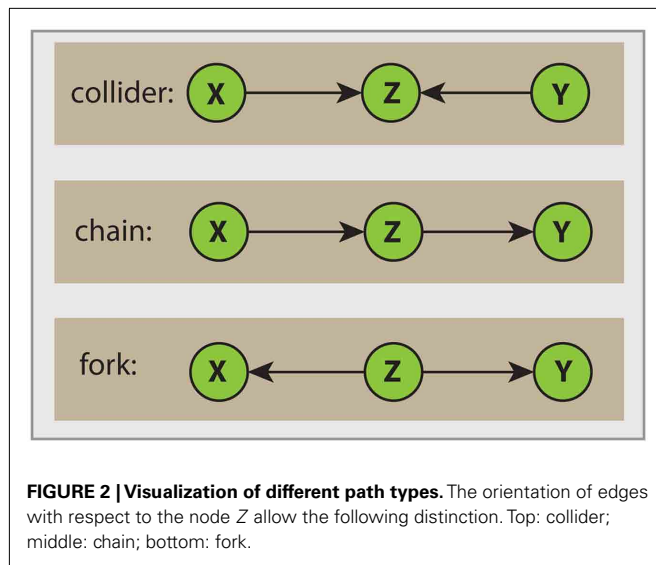 collider: X Z Y
chain: X Z Y
fork: X Z Y
FIGURE 2 | Visualization of different path types. The orientation of edges
with respect to the node Z allow the following distinction. Top: collider;
middle: chain; bottom: fork.